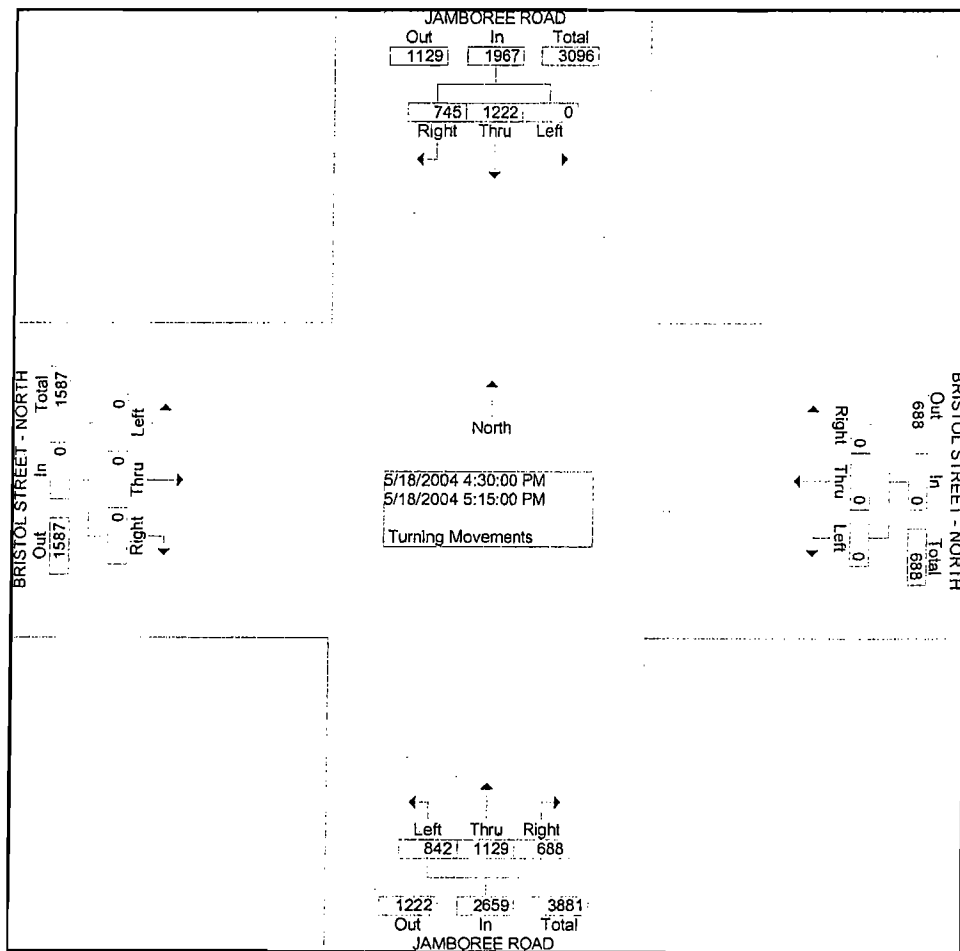 JAMBOREE ROAD
Out In Total
1129 1967 3096
745 1222 0
Right Thru Left
BRISTOL STREET - NORTH
Out In Total
1587 0 1587
Right Thru Left
0 0 0
North
5/18/2004 4:30:00 PM
5/18/2004 5:15:00 PM
Turning Movements
BRISTOL STREET - NORTH
Out In Total
688 0 688
Right Thru Left
0 0 0
Left Thru Right
842 1129 688
1222 2659 3881
Out In Total
JAMBOREE ROAD